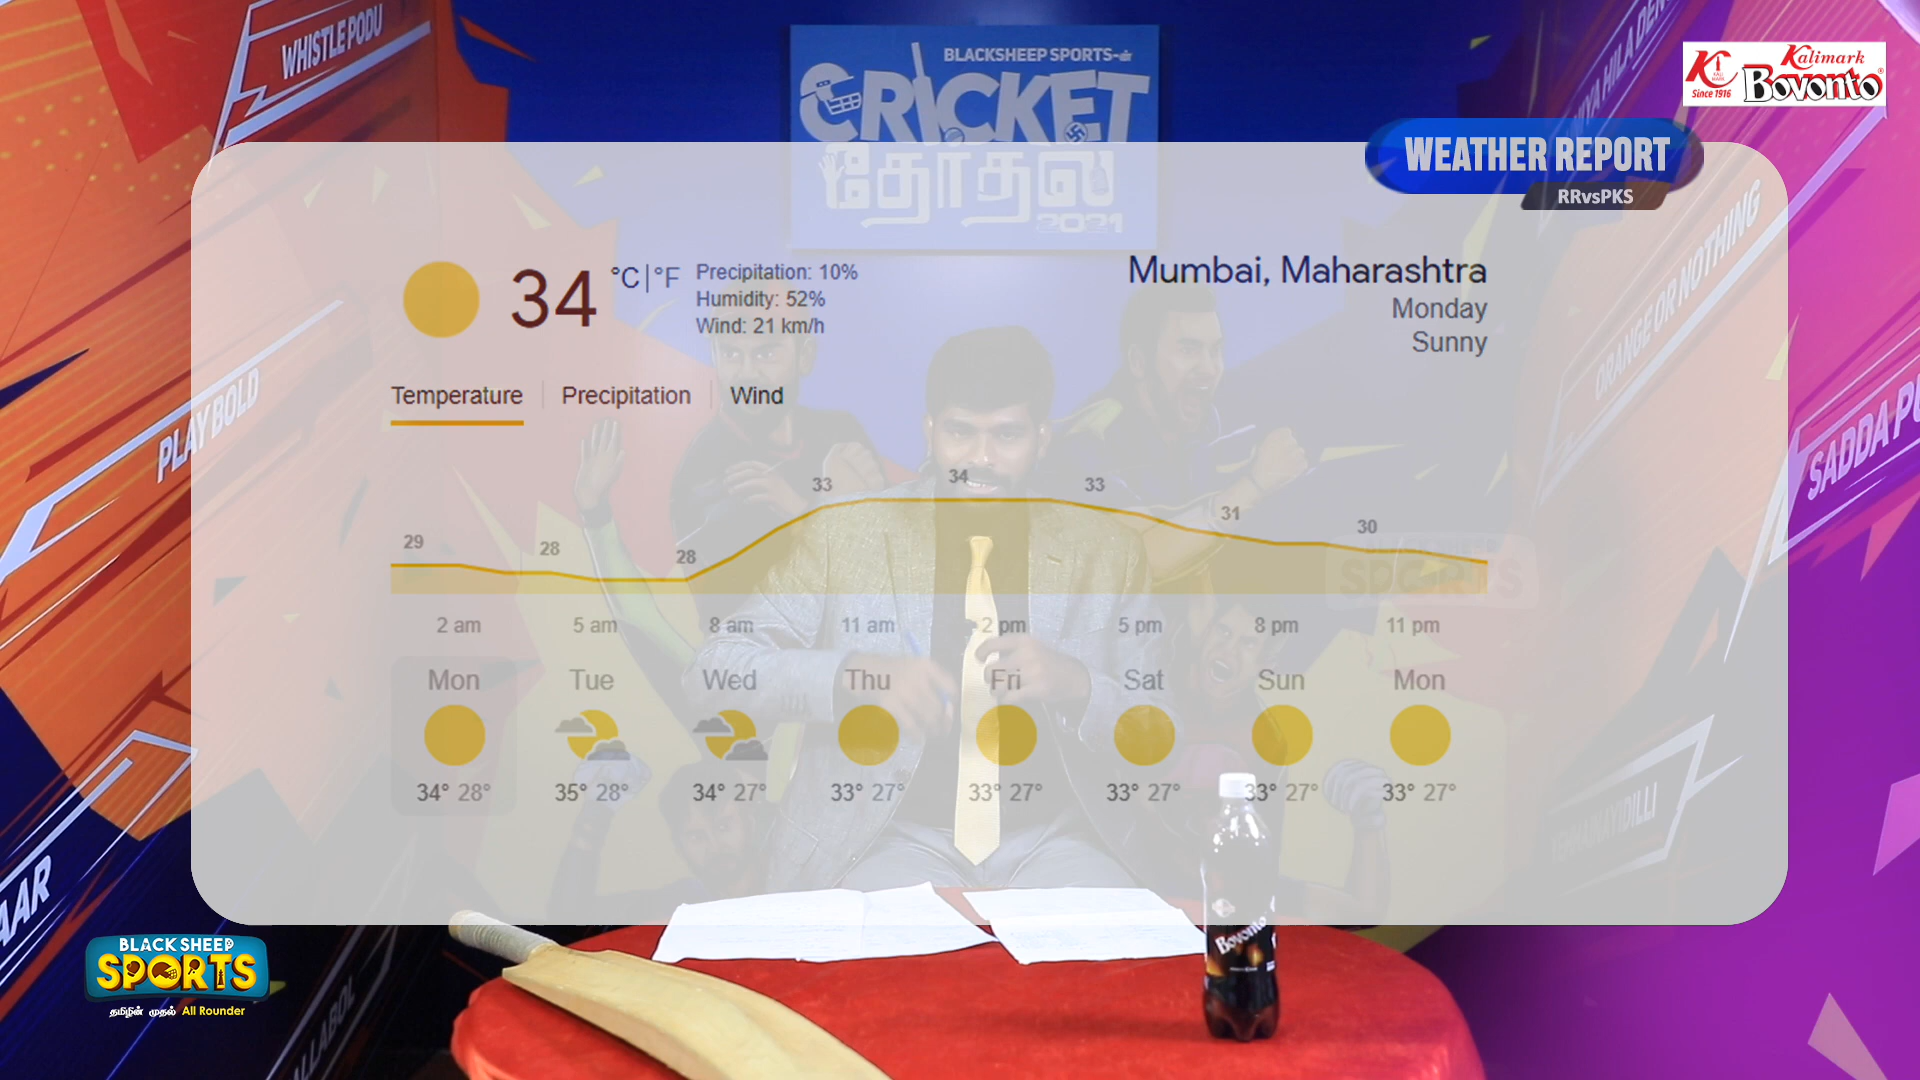 WHISTLE PODU
BLACKSHEEP SPORTS
CRICKET
தோதல
2021
KC
Since 1916
Kalimark
Bovonto
WEATHER REPORT
RRvsPKS
34 °C|°F
Precipitation: 10%
Humidity: 52%
Wind: 21 km/h
Mumbai, Maharashtra
Monday
Sunny
Temperature Precipitation Wind
29 28 28 33 34 33 31 30
2 am 5 am 8 am 11 am 2 pm 5 pm 8 pm 11 pm
Mon Tue Wed Thu Fri Sat Sun Mon
34° 28° 35° 28° 34° 27° 33° 27° 33° 27° 33° 27° 33° 27° 33° 27°
PLAY BOLD
ORANGE OR NOTHING
SADDA
Bovonto
BLACK SHEEP
SPORTS
தமிழின் முதல் All Rounder